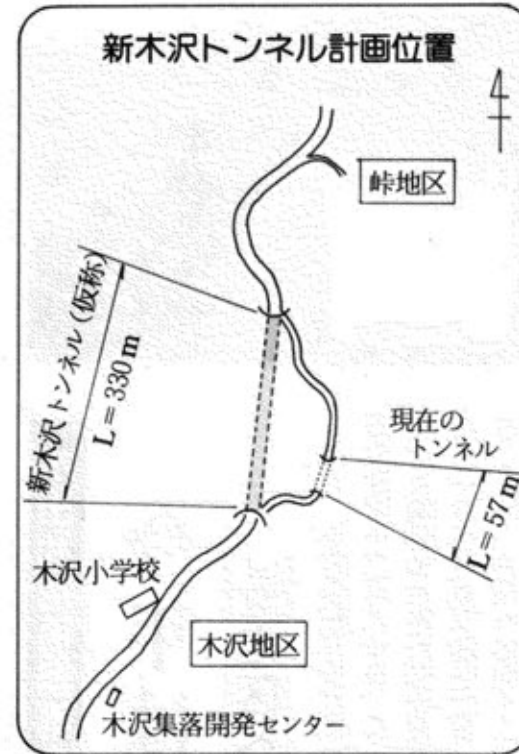 新木沢トンネル計画位置
峠地区
新木沢トンネル(仮称)
L=330m
現在の
トンネル
L=57m
木沢小学校
木沢地区
木沢集落開発センター